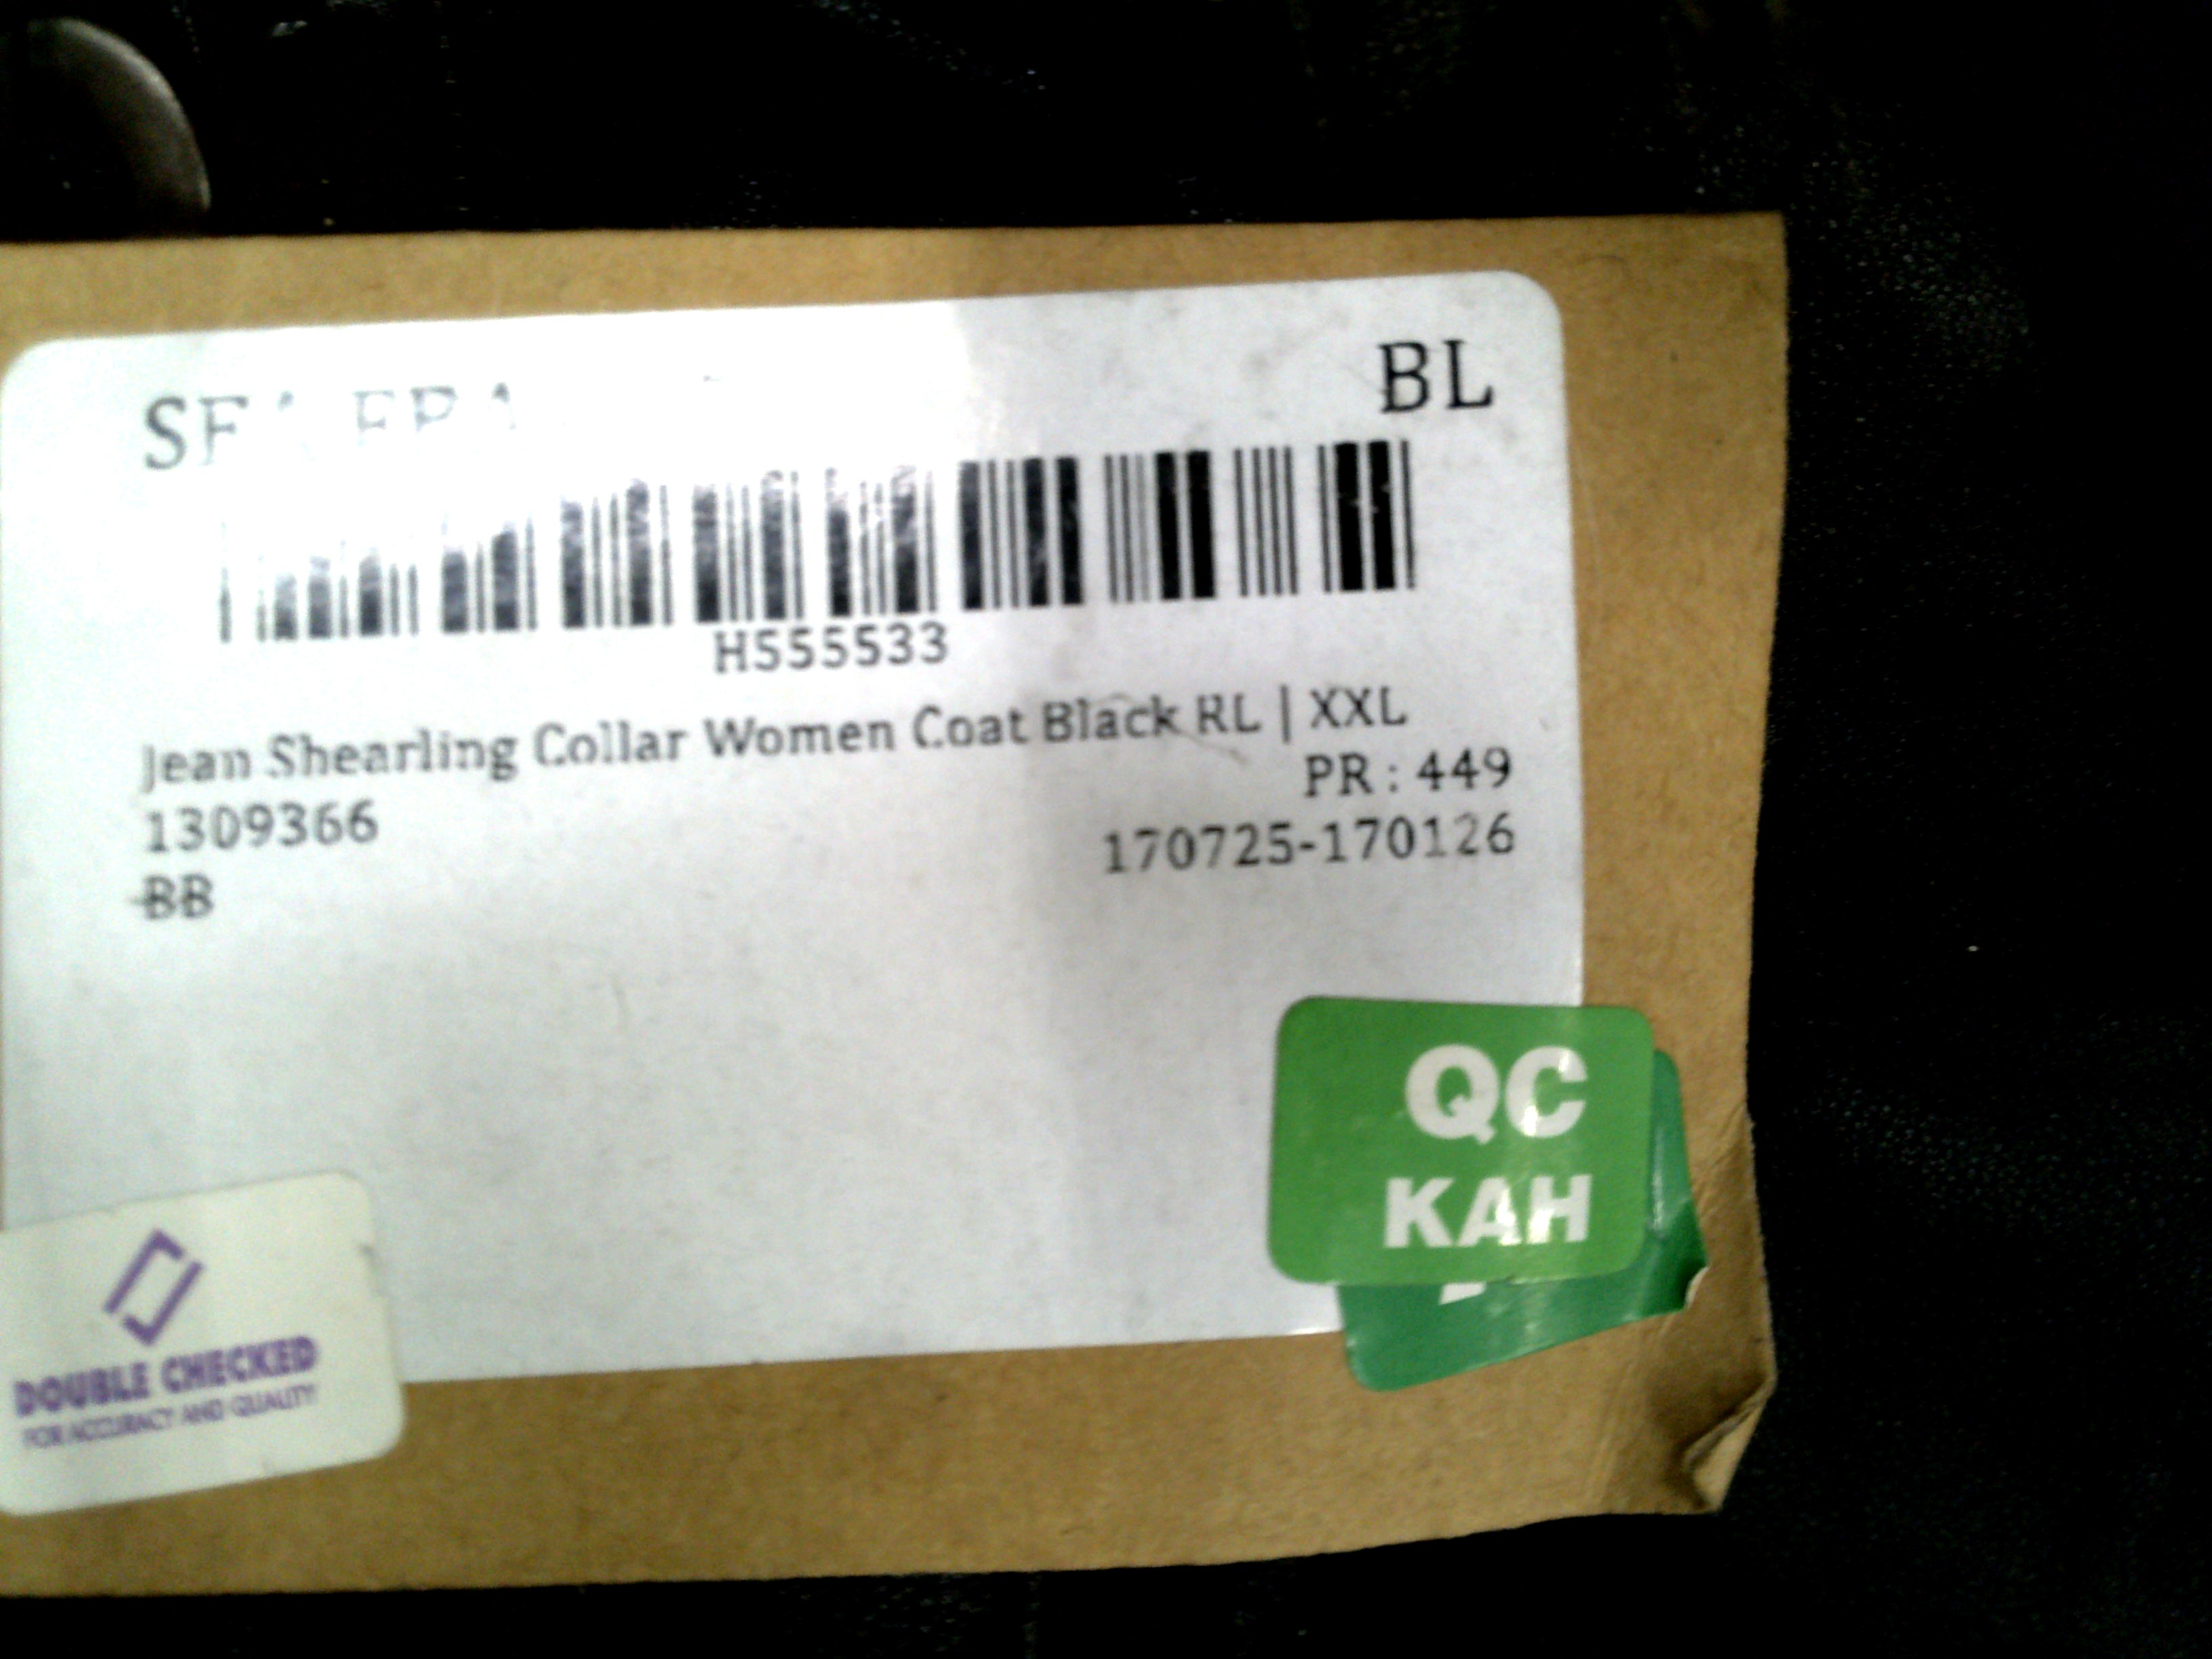 BL
H555533
Jean Shearling Collar Women Coat Black RL | XXL
PR : 449
1309366
170725-170126
BB
QC
KAH
DOUBLE CHECKED
FOR ACCURACY AND QUALITY